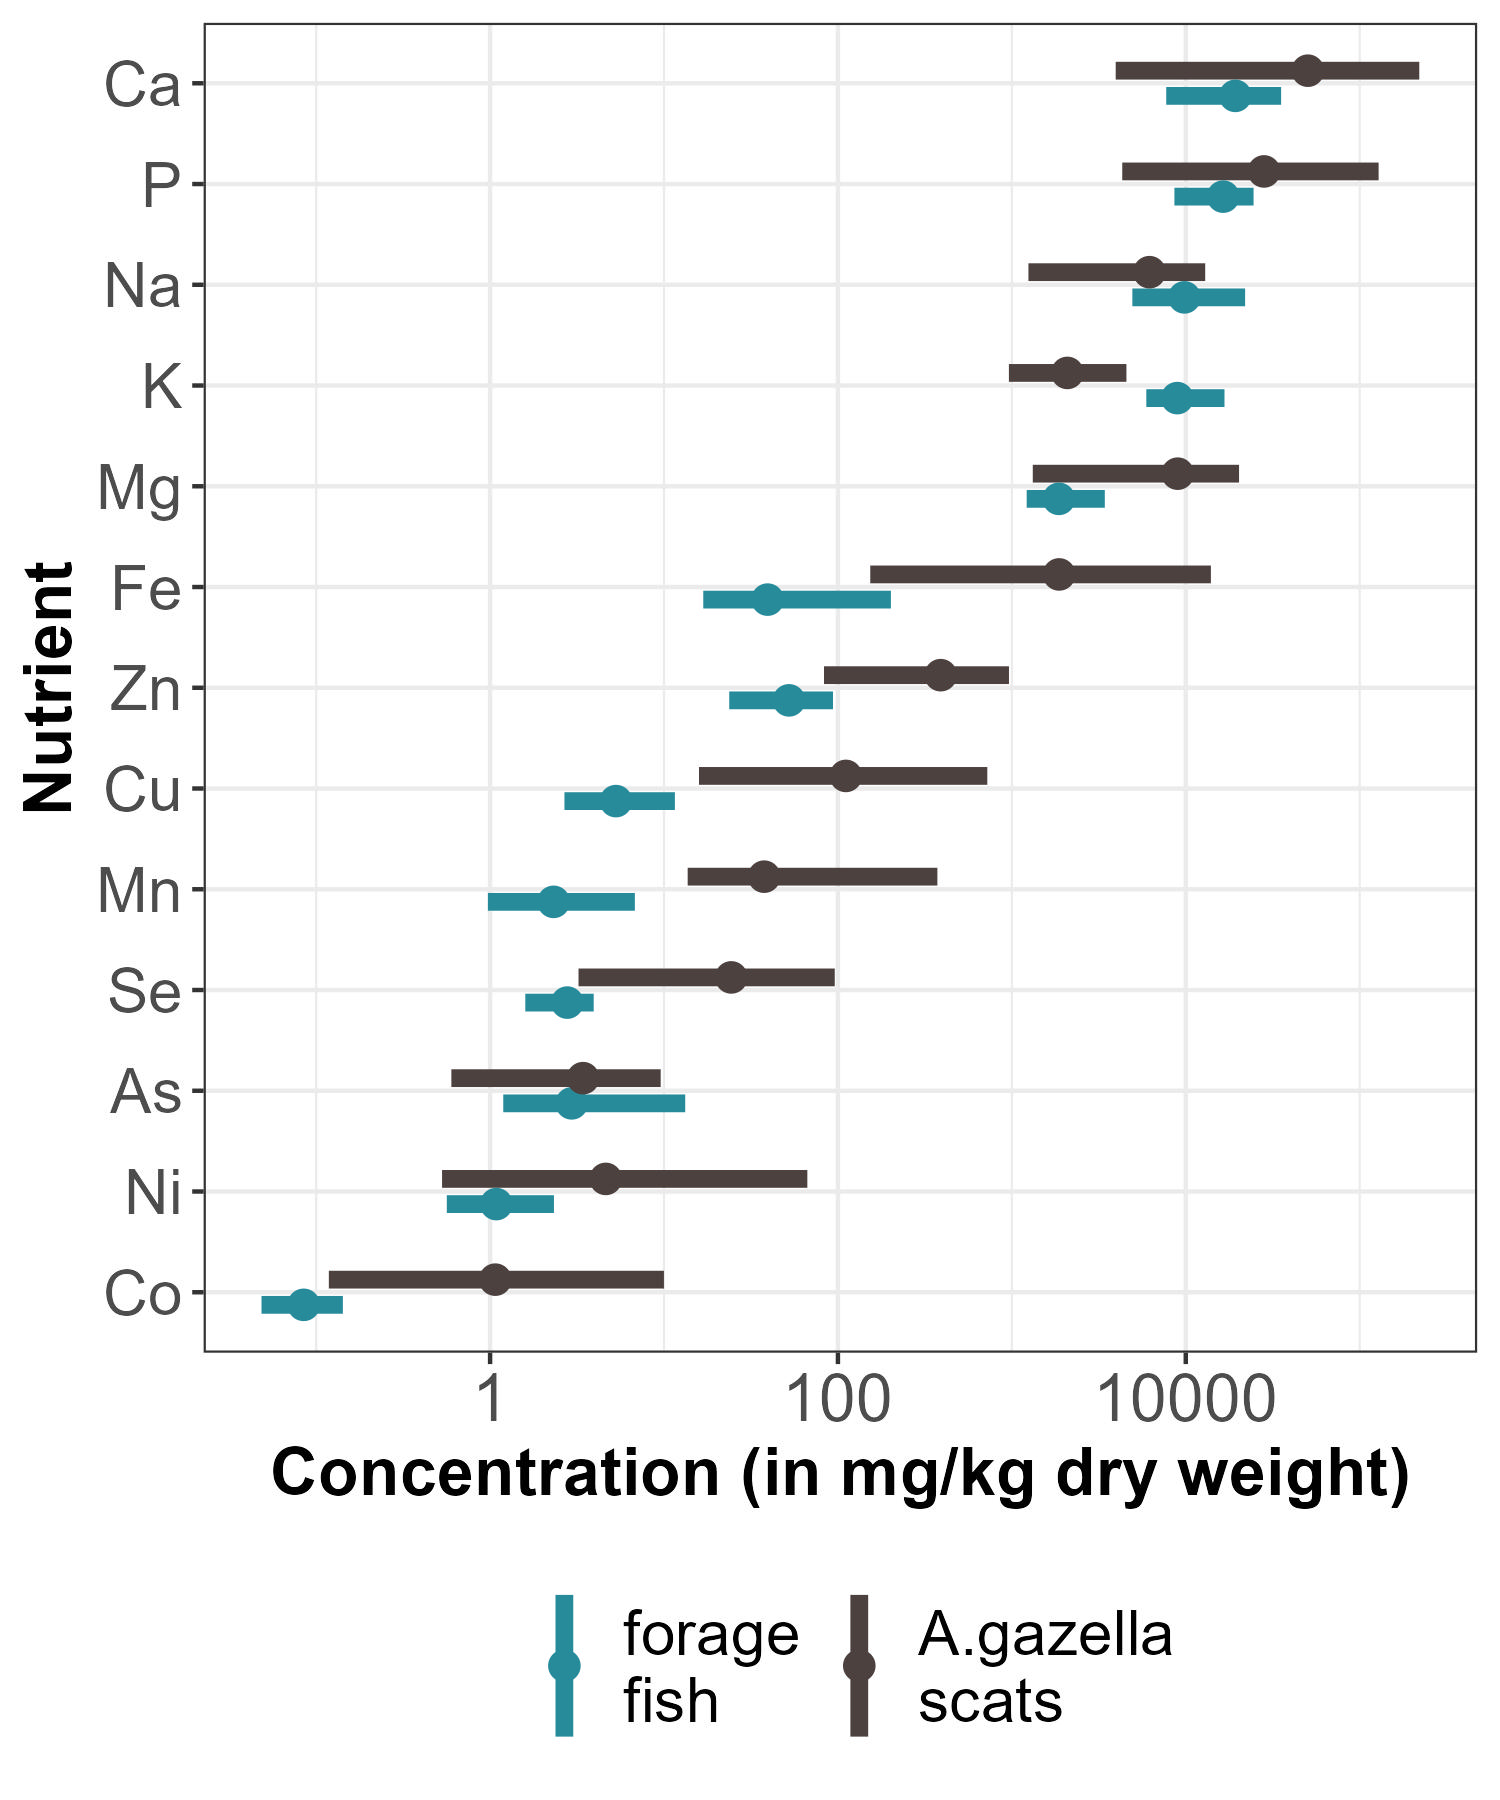 Ca
P
Na
K
Mg
Fe
Zn
Cu
Mn
Se
As
Ni
Co
Nutrient
1 100 10000
Concentration (in mg/kg dry weight)
forage
fish
A.gazella
scats